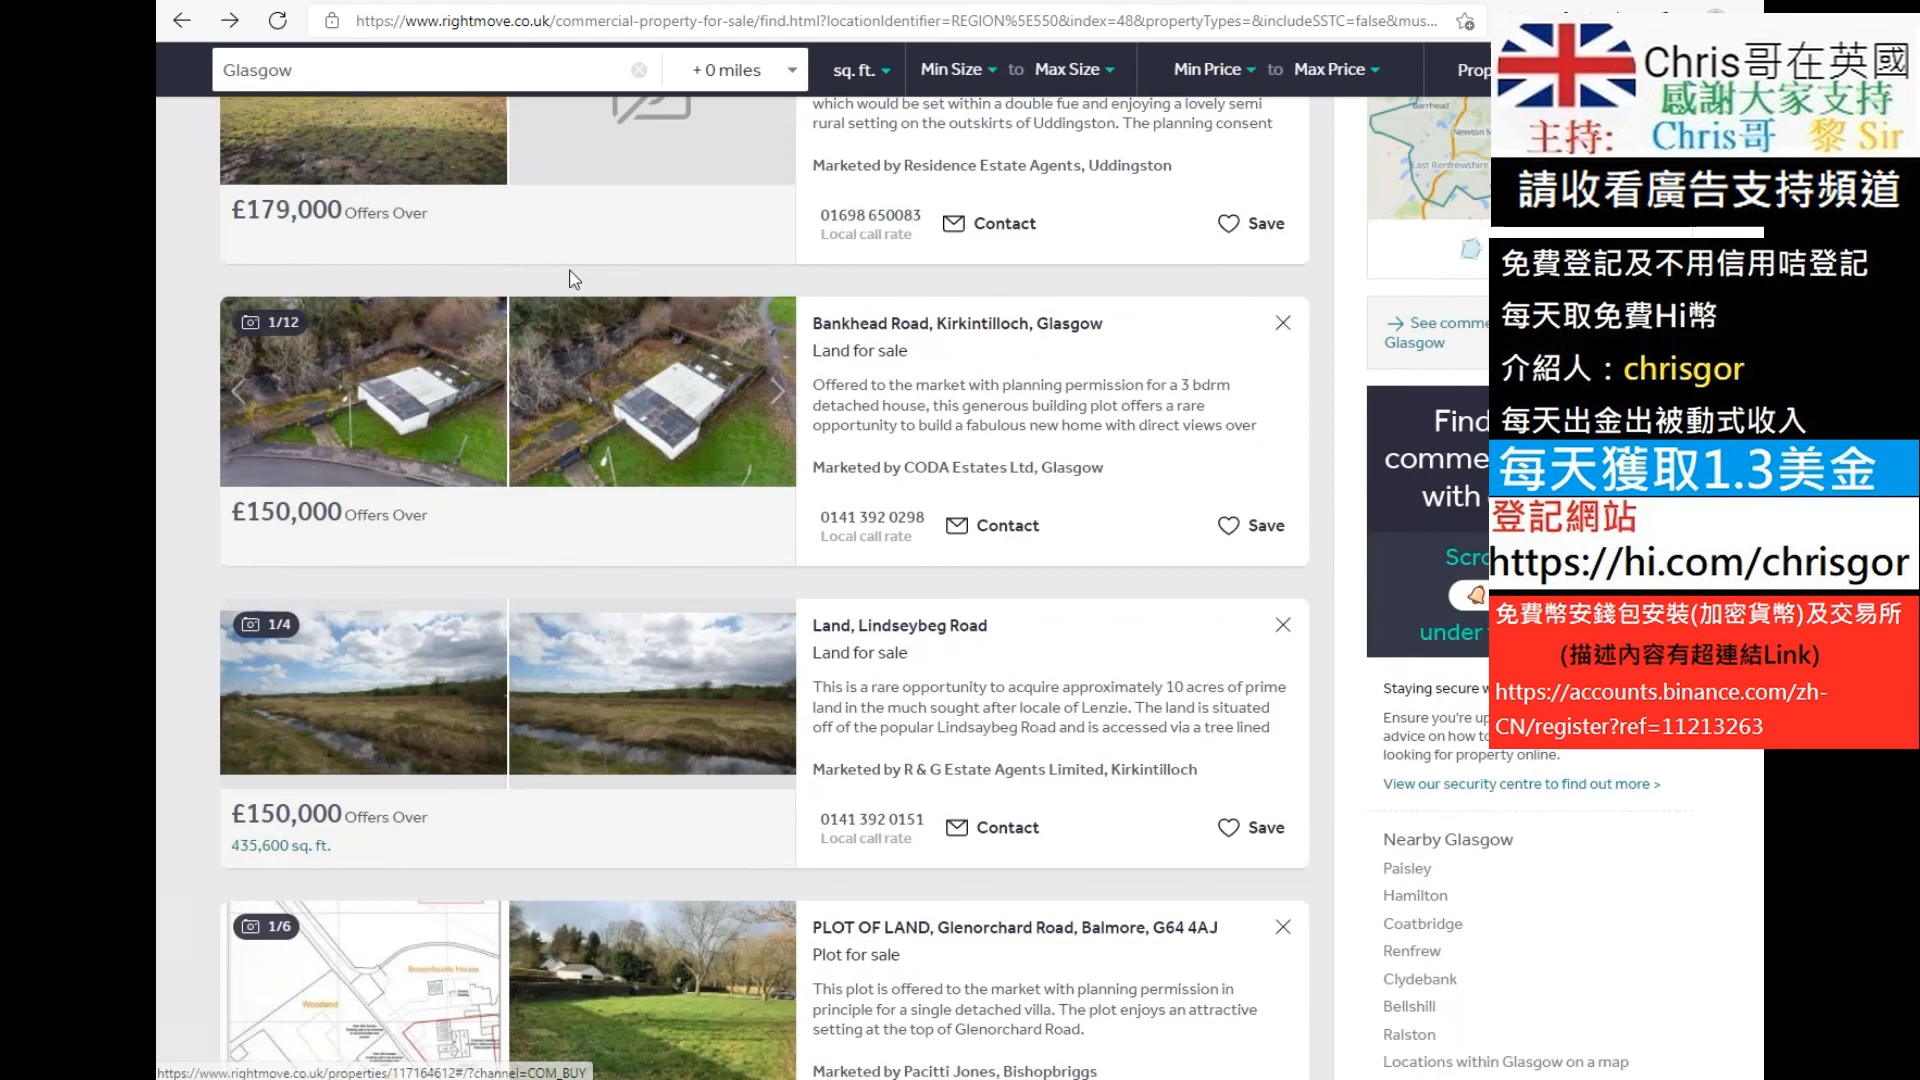 https://www.rightmove.co.uk/commercial-property-for-sale/find.html?locationIdentifier=REGION%5E550&index=48&propertyTypes=&includeSSTC=false&mus...
Glasgow
+ 0 miles
sq. ft.
Min Size to Max Size
Min Price to Max Price
Prop
which would be set within a double fue and enjoying a lovely semi
rural setting on the outskirts of Uddingston. The planning consent
Marketed by Residence Estate Agents, Uddingston
£179,000 Offers Over
01698 650083
Local call rate
Contact
Save
1/12
Bankhead Road, Kirkintilloch, Glasgow
Land for sale
Offered to the market with planning permission for a 3 bdrm
detached house, this generous building plot offers a rare
opportunity to build a fabulous new home with direct views over
Marketed by CODA Estates Ltd, Glasgow
£150,000 Offers Over
0141 392 0298
Local call rate
Contact
Save
1/4
Land, Lindseybeg Road
Land for sale
This is a rare opportunity to acquire approximately 10 acres of prime
land in the much sought after locale of Lenzie. The land is situated
off of the popular Lindsaybeg Road and is accessed via a tree lined
Marketed by R & G Estate Agents Limited, Kirkintilloch
£150,000 Offers Over
435,600 sq. ft.
0141 392 0151
Local call rate
Contact
Save
1/6
Woodland
PLOT OF LAND, Glenorchard Road, Balmore, G64 4AJ
Plot for sale
This plot is offered to the market with planning permission in
principle for a single detached villa. The plot enjoys an attractive
setting at the top of Glenorchard Road.
Marketed by Pacitti Jones, Bishopbriggs
https://www.rightmove.co.uk/properties/117164612#/?channel=COM_BUY
Barrhead
Newton M
East Renfrewshire
See comme
Glasgow
Find
comme
with
Scro
under
Staying secure w
Ensure you're up
advice on how to
looking for property online.
View our security centre to find out more >
Nearby Glasgow
Paisley
Hamilton
Coatbridge
Renfrew
Clydebank
Bellshill
Ralston
Locations within Glasgow on a map
Chris哥在英國
感謝大家支持
主持: Chris哥 黎 Sir
請收看廣告支持頻道
免費登記及不用信用咭登記
每天取免費Hi幣
介紹人：chrisgor
每天出金出被動式收入
每天獲取1.3美金
登記網站
https://hi.com/chrisgor
免費幣安錢包安裝(加密貨幣)及交易所
(描述內容有超連結Link)
https://accounts.binance.com/zh-
CN/register?ref=11213263